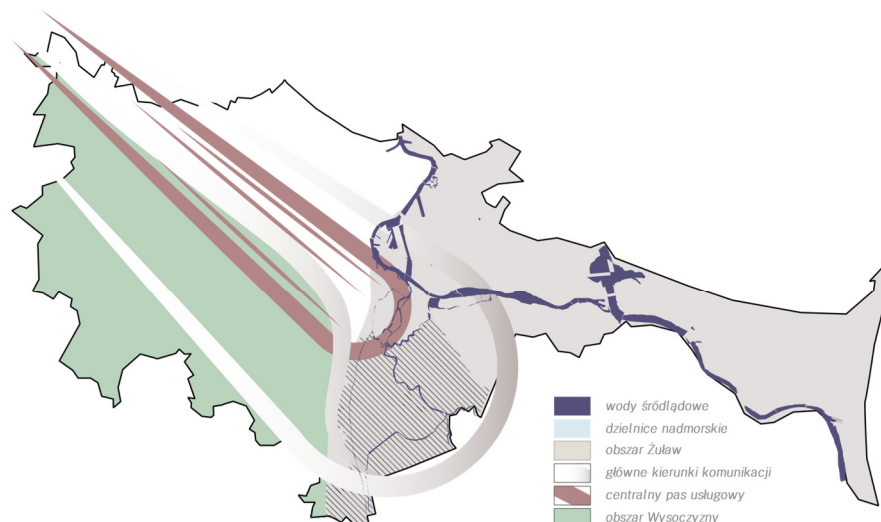 wody śródlądowe
dzielnice nadmorskie
obszar Żuław
główne kierunki komunikacji
centralny pas usługowy
obszar Wysoczyzny